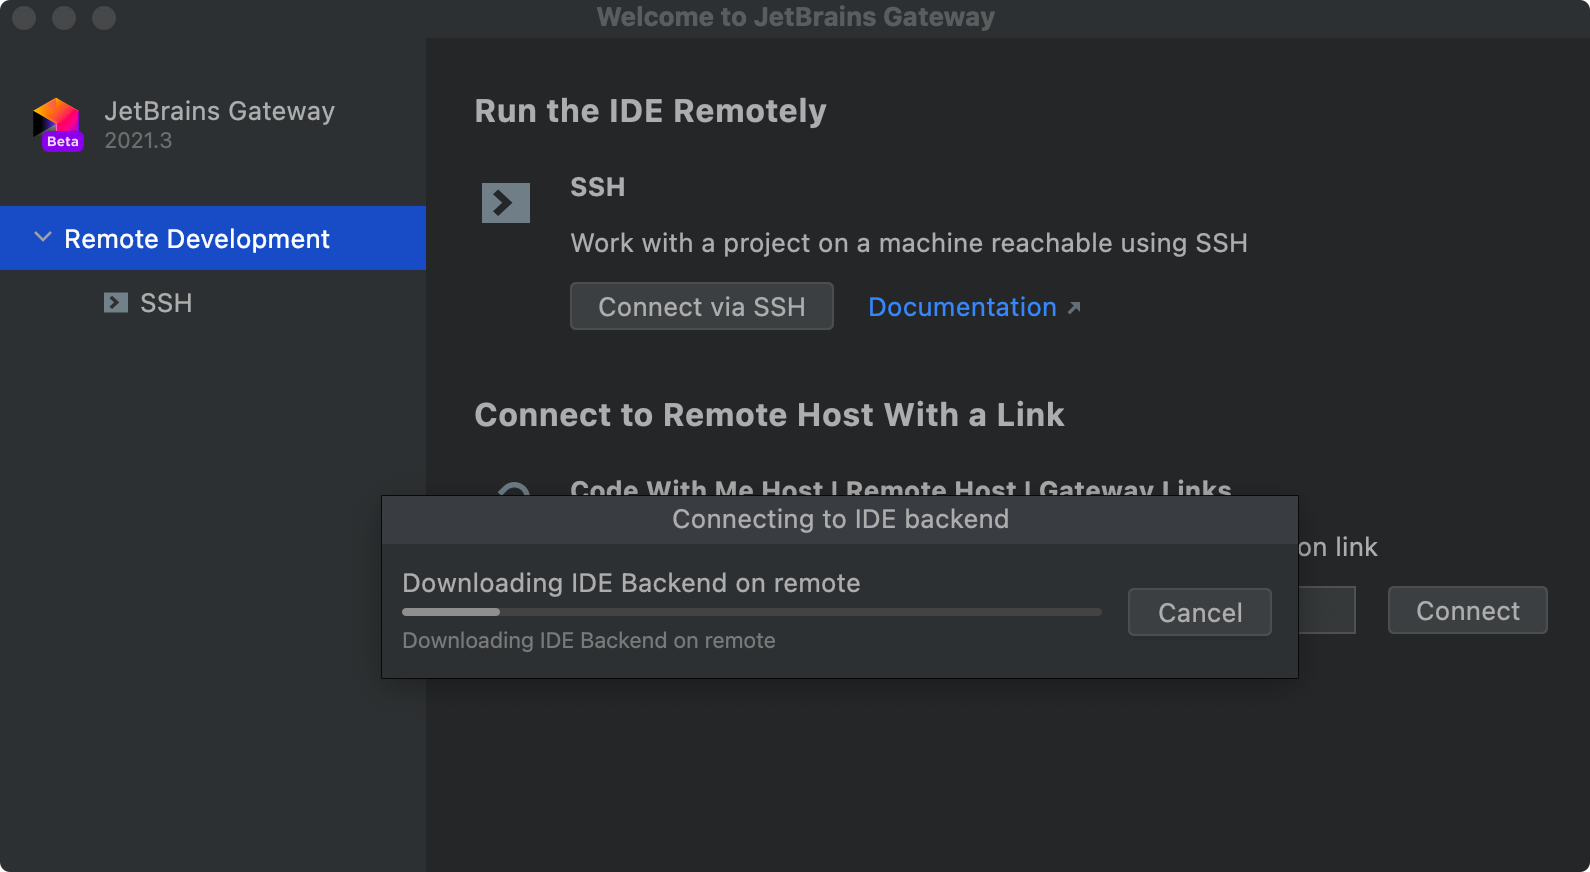 Welcome to JetBrains Gateway
JetBrains Gateway
2021.3
Beta
Remote Development
SSH
Run the IDE Remotely
SSH
Work with a project on a machine reachable using SSH
Connect via SSH
Documentation
Connect to Remote Host With a Link
Code With Me Host | Remote Host | Gateway Links
on link
Connect
Connecting to IDE backend
Downloading IDE Backend on remote
Cancel
Downloading IDE Backend on remote